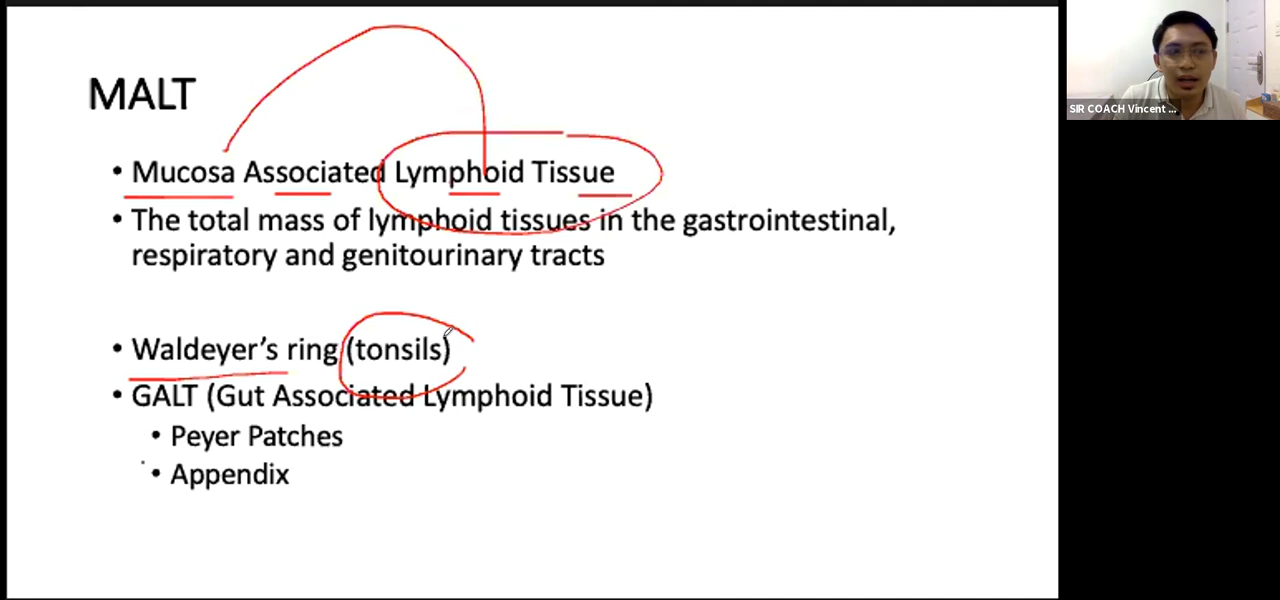 MALT
• Mucosa Associated Lymphoid Tissue
• The total mass of lymphoid tissues in the gastrointestinal,
respiratory and genitourinary tracts
• Waldeyer's ring (tonsils)
• GALT (Gut Associated Lymphoid Tissue)
• Peyer Patches
• Appendix
SIR COACH Vincent ...